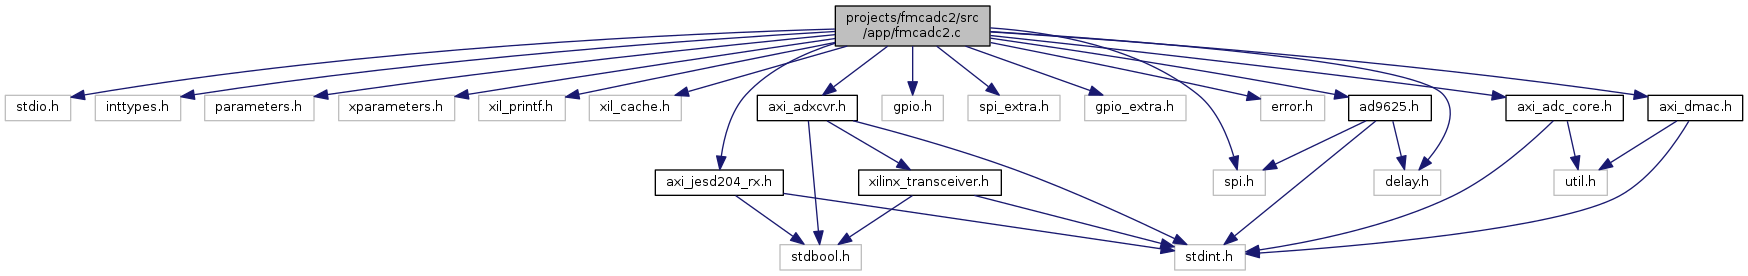 projects/fmcadc2/src
/app/fmcadc2.c
stdio.h
inttypes.h
parameters.h
xparameters.h
xil_printf.h
xil_cache.h
axi_adxcvr.h
gpio.h
spi_extra.h
gpio_extra.h
error.h
ad9625.h
axi_adc_core.h
axi_dmac.h
axi_jesd204_rx.h
xilinx_transceiver.h
spi.h
delay.h
util.h
stdbool.h
stdint.h